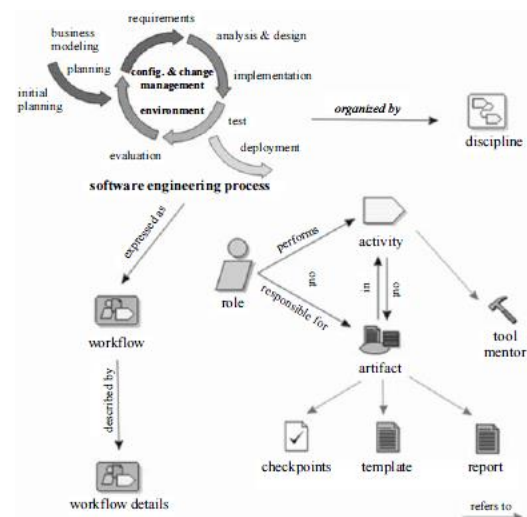 requirements
business
modeling
analysis & design
planning
config. & change
management
implementation
initial
planning
environment
test
organized by
deployment
discipline
evaluation
software engineering process
expressed as
performs
activity
role
out
in
out
responsible for
workflow
artifact
tool
mentor
described by
checkpoints
template
report
workflow details
refers to